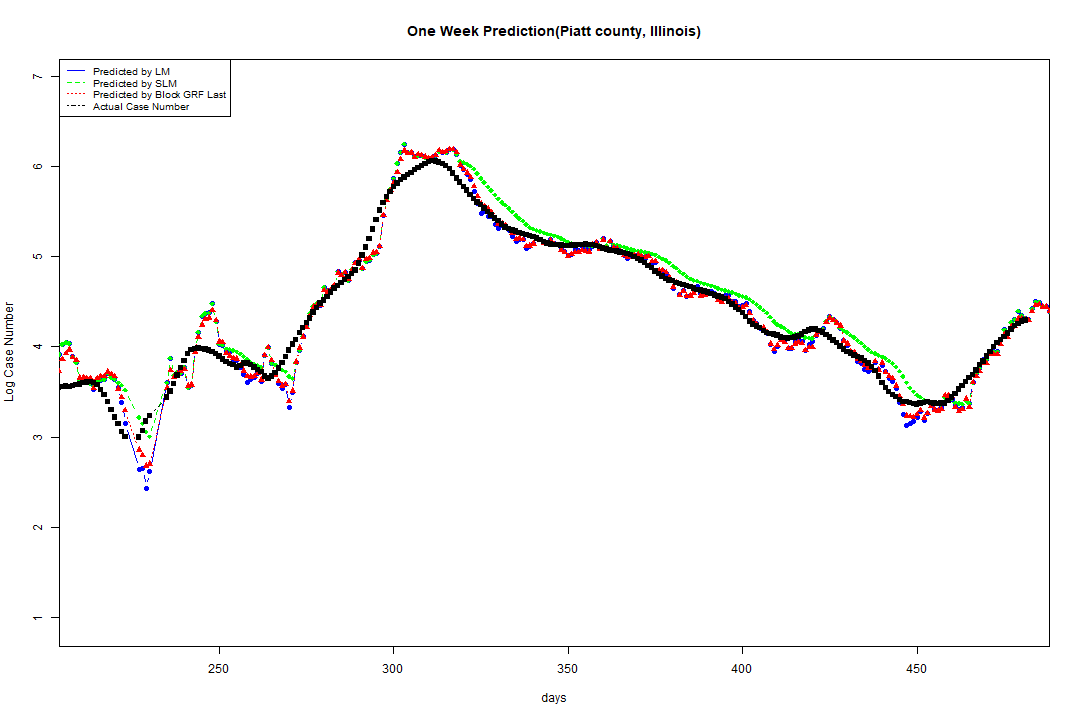 One Week Prediction(Piatt county, Illinois)
Predicted by LM
Predicted by SLM
Predicted by Block GRF Last
Actual Case Number
7
6
5
4
3
2
1
Log Case Number
250 300 350 400 450
days